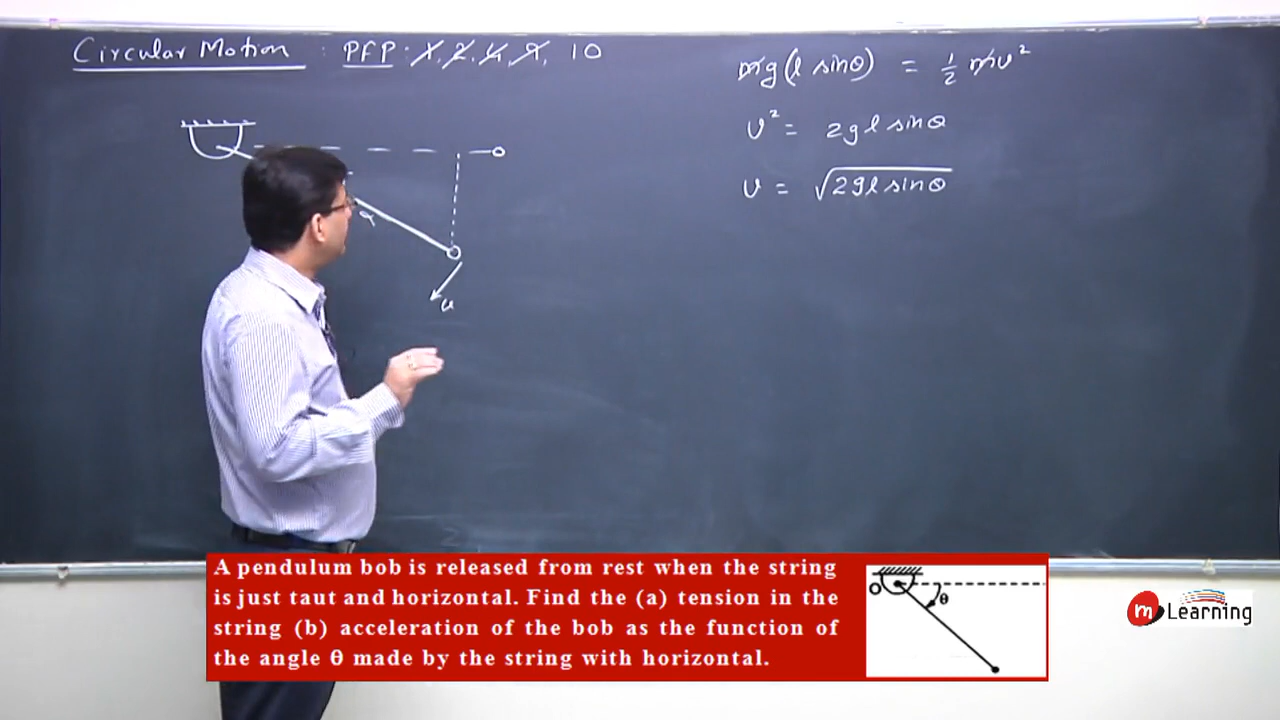 Circular Motion : PFP · 1, 2, 4, 9, 10
mg(l sinθ) = 1/2 mv²
v² = 2gl sinθ
v = √2gl sinθ
A pendulum bob is released from rest when the string
is just taut and horizontal. Find the (a) tension in the
string (b) acceleration of the bob as the function of
the angle θ made by the string with horizontal.
O
θ
m Learning